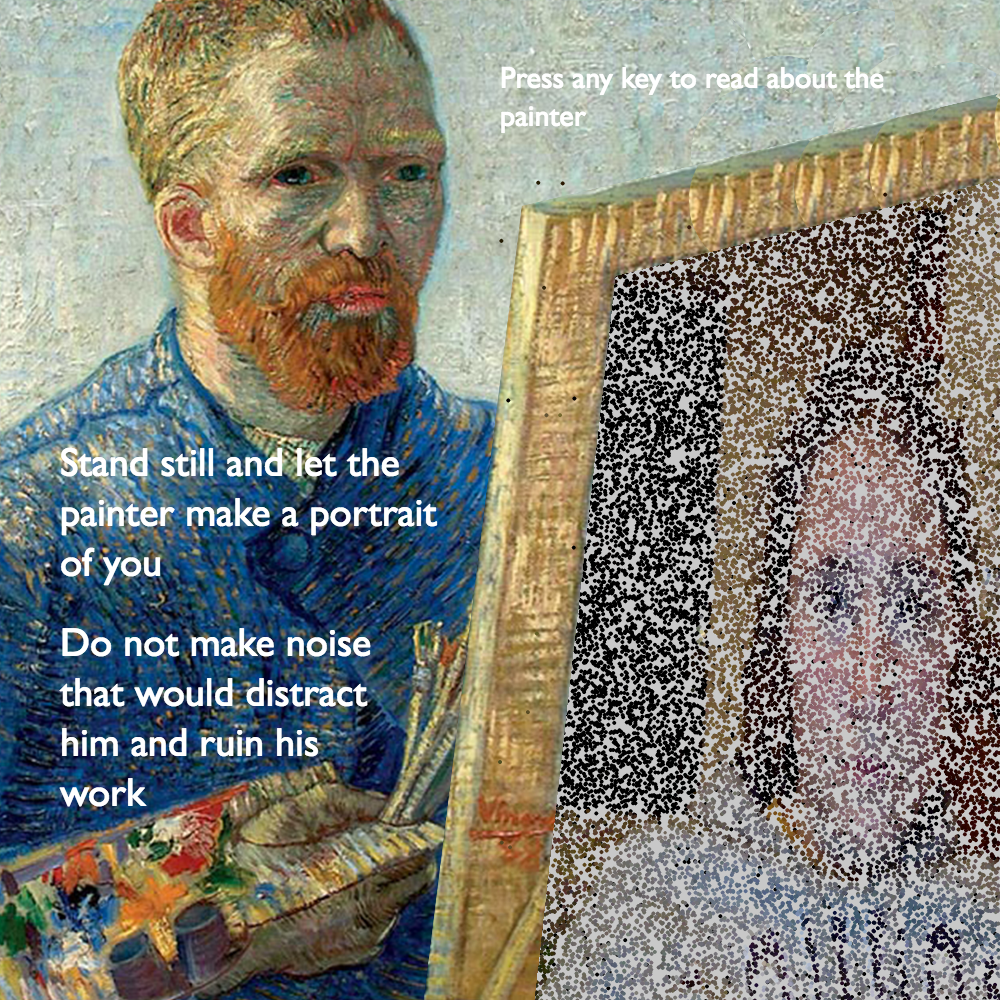 Press any key to read about the
painter
Stand still and let the
painter make a portrait
of you
Do not make noise
that would distract
him and ruin his
work